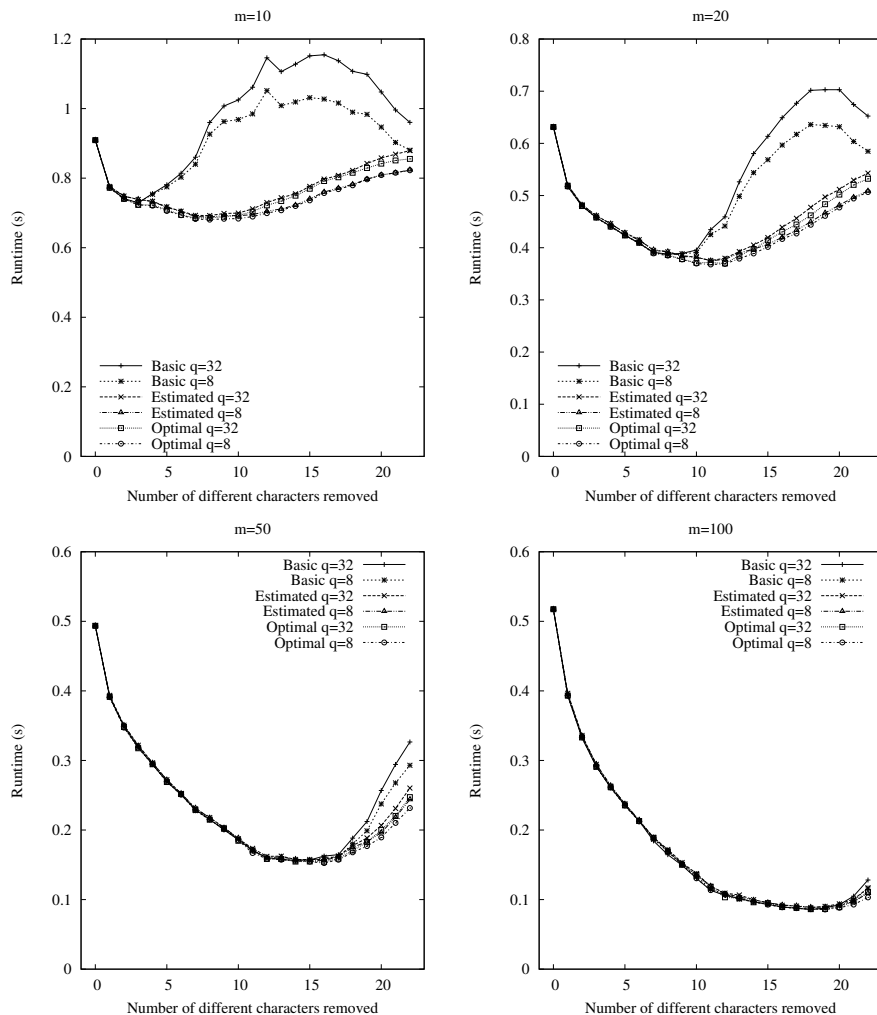 m=10
1.2
1
0.8
0.6
0.4
0.2
0
Runtime (s)
Basic q=32
Basic q=8
Estimated q=32
Estimated q=8
Optimal q=32
Optimal q=8
0 5 10 15 20
Number of different characters removed
m=20
0.8
0.7
0.6
0.5
0.4
0.3
0.2
0.1
0
Runtime (s)
Basic q=32
Basic q=8
Estimated q=32
Estimated q=8
Optimal q=32
Optimal q=8
0 5 10 15 20
Number of different characters removed
m=50
0.6
0.5
0.4
0.3
0.2
0.1
0
Runtime (s)
Basic q=32
Basic q=8
Estimated q=32
Estimated q=8
Optimal q=32
Optimal q=8
0 5 10 15 20
Number of different characters removed
m=100
0.6
0.5
0.4
0.3
0.2
0.1
0
Runtime (s)
Basic q=32
Basic q=8
Estimated q=32
Estimated q=8
Optimal q=32
Optimal q=8
0 5 10 15 20
Number of different characters removed